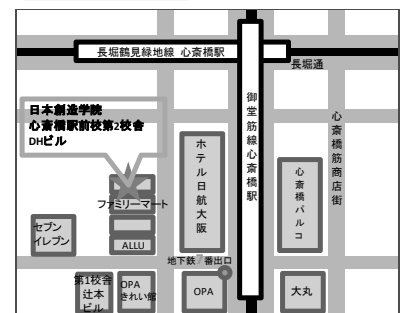 長堀鶴見緑地線 心斎橋駅
長堀通
日本創造学院
心斎橋駅前校第2校舎
DHビル
御堂筋線心斎橋駅
心斎橋筋商店街
ホテル日航大阪
心斎橋パルコ
ファミリーマート
セブン
イレブン
ALLU
地下鉄7番出口
第1校舎
辻本
ビル
OPA
きれい館
OPA
大丸